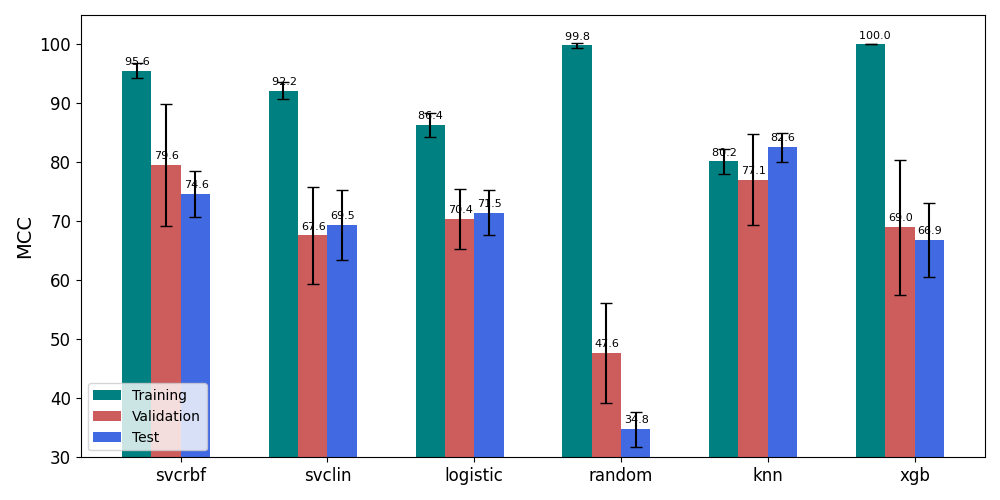 MCC
100
90
80
70
60
50
40
30
95.6
79.6
74.6
92.2
67.6
69.5
86.4
70.4
71.5
99.8
47.6
34.8
80.2
77.1
82.6
100.0
69.0
66.9
Training
Validation
Test
svcrbf
svclin
logistic
random
knn
xgb